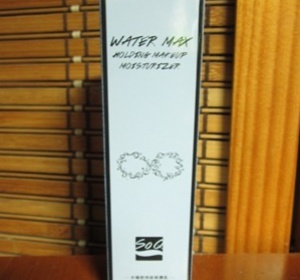 WATER MAX
HOLDING MAKEUP
MOISTURIZER
SoQ